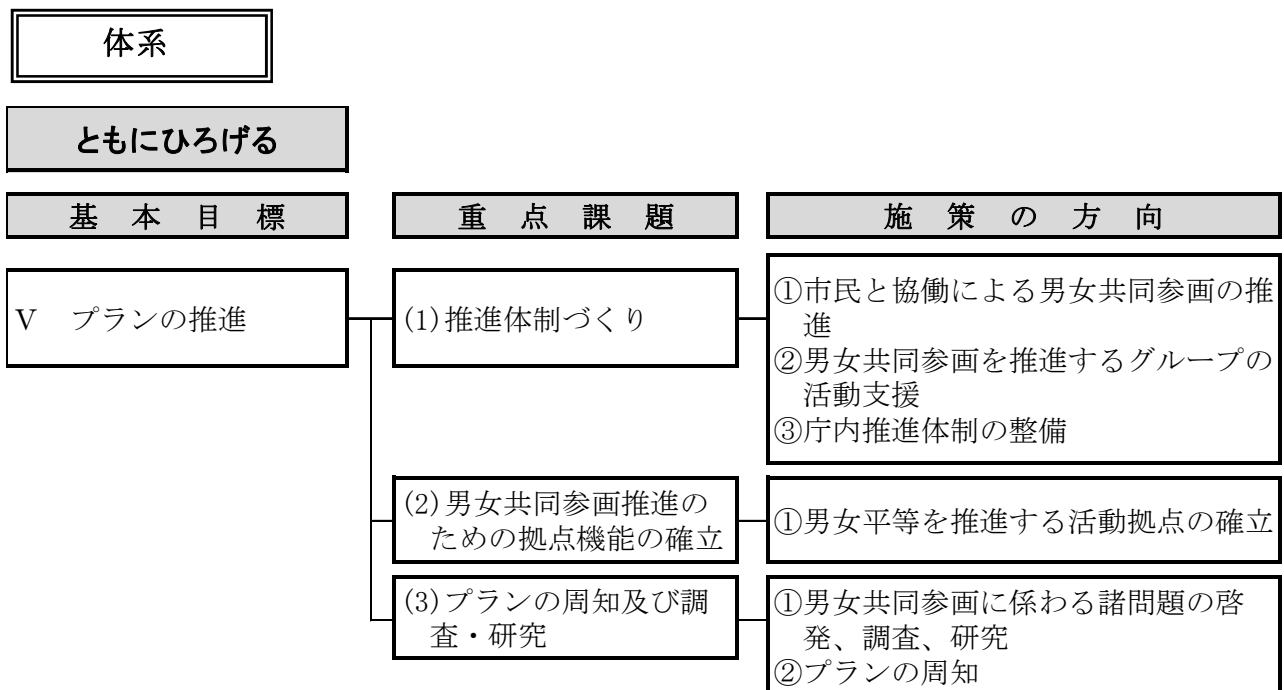 体系
ともにひろげる
基本目標
重点課題
施策の方向
Ⅴ プランの推進
(1)推進体制づくり
①市民と協働による男女共同参画の推
進
②男女共同参画を推進するグループの
活動支援
③庁内推進体制の整備
(2)男女共同参画推進の
ための拠点機能の確立
①男女平等を推進する活動拠点の確立
(3)プランの周知及び調
査・研究
①男女共同参画に係わる諸問題の啓
発、調査、研究
②プランの周知